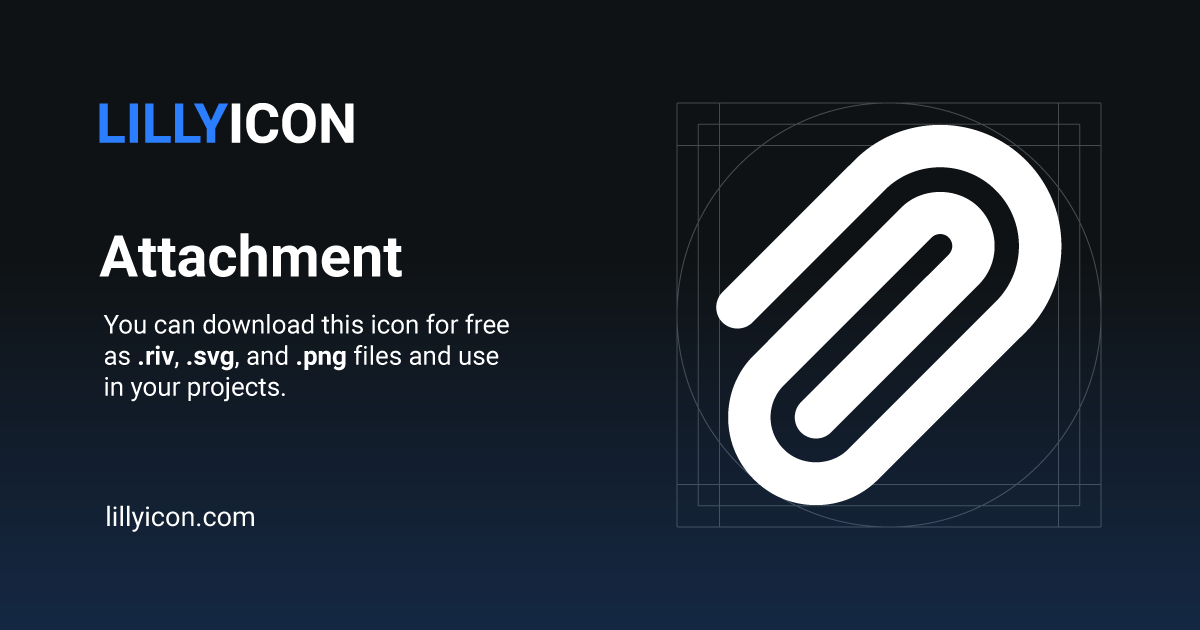 LILLYICON
Attachment
You can download this icon for free
as .riv, .svg, and .png files and use
in your projects.
lillyicon.com